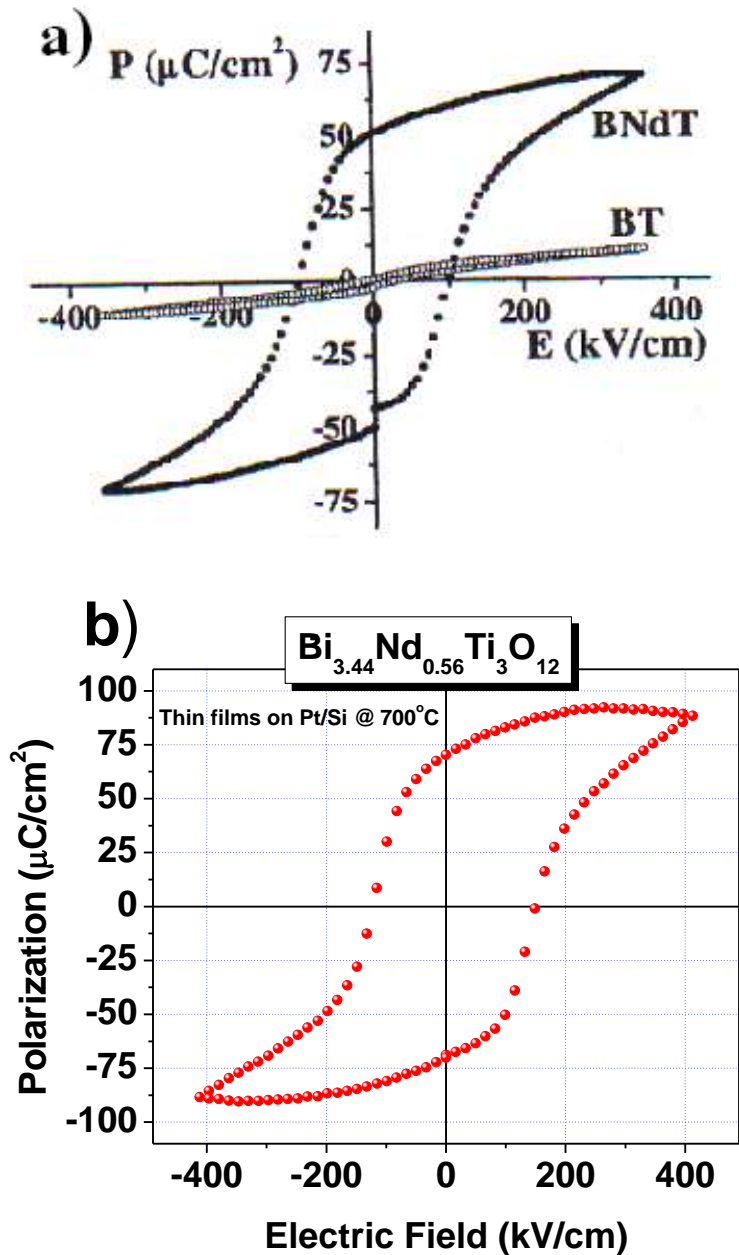 a)
P (μC/cm²)
75
50
BNdT
25
BT
0
-400
-200
0
200
400
E (kV/cm)
-25
-50
-75
b)
Bi3.44Nd0.56Ti3O12
Thin films on Pt/Si @ 700°C
100
75
50
25
0
-25
-50
-75
-100
Polarization (μC/cm²)
-400
-200
0
200
400
Electric Field (kV/cm)